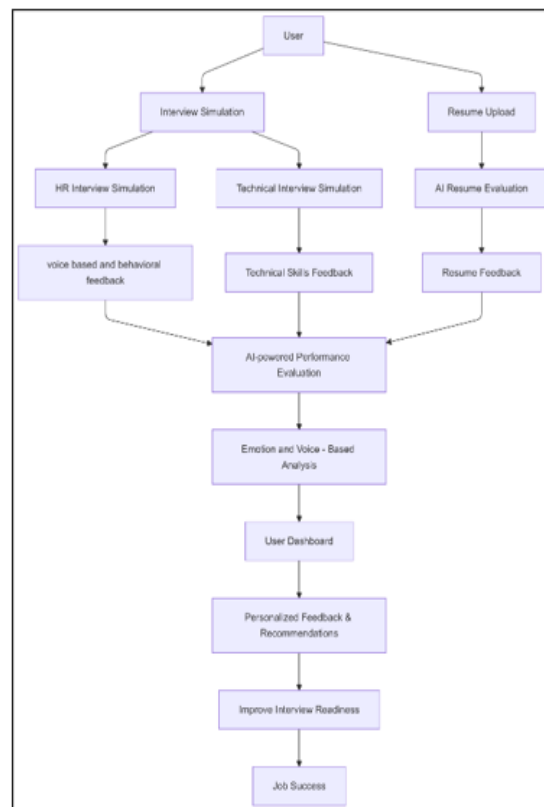 User
Interview Simulation
Resume Upload
HR Interview Simulation
Technical Interview Simulation
AI Resume Evaluation
voice based and behavioral
feedback
Technical Skills Feedback
Resume Feedback
AI-powered Performance
Evaluation
Emotion and Voice - Based
Analysis
User Dashboard
Personalized Feedback &
Recommendations
Improve Interview Readiness
Job Success